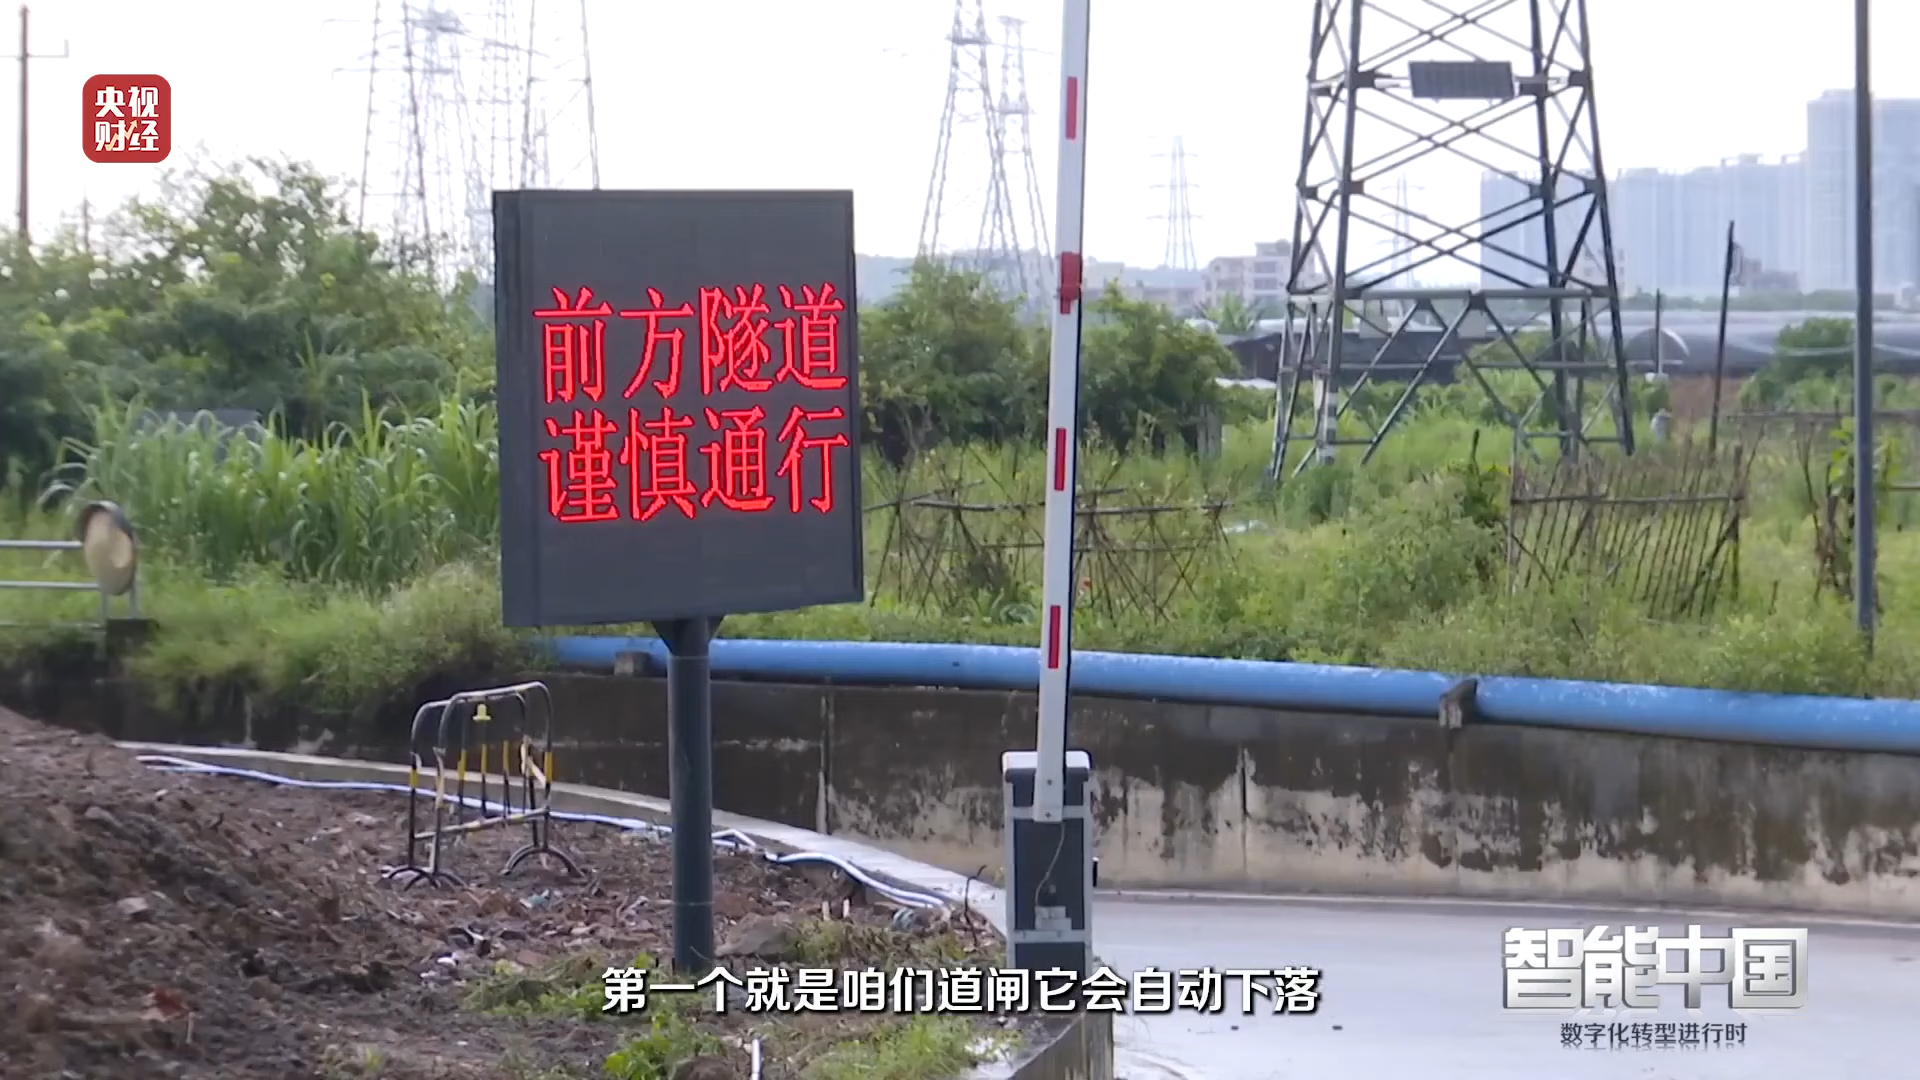 央视
财经
前方隧道
谨慎通行
第一个就是咱们道闸它会自动下落
智能中国
数字化转型进行时